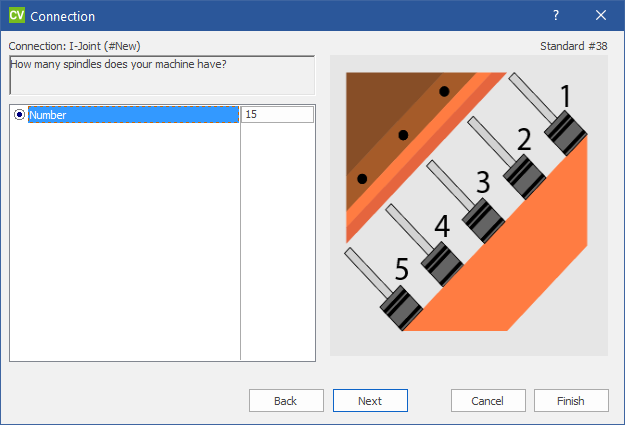 CV Connection
Connection: I-Joint (#New)
Standard #38
How many spindles does your machine have?
Number 15
1
2
3
4
5
Back Next Cancel Finish